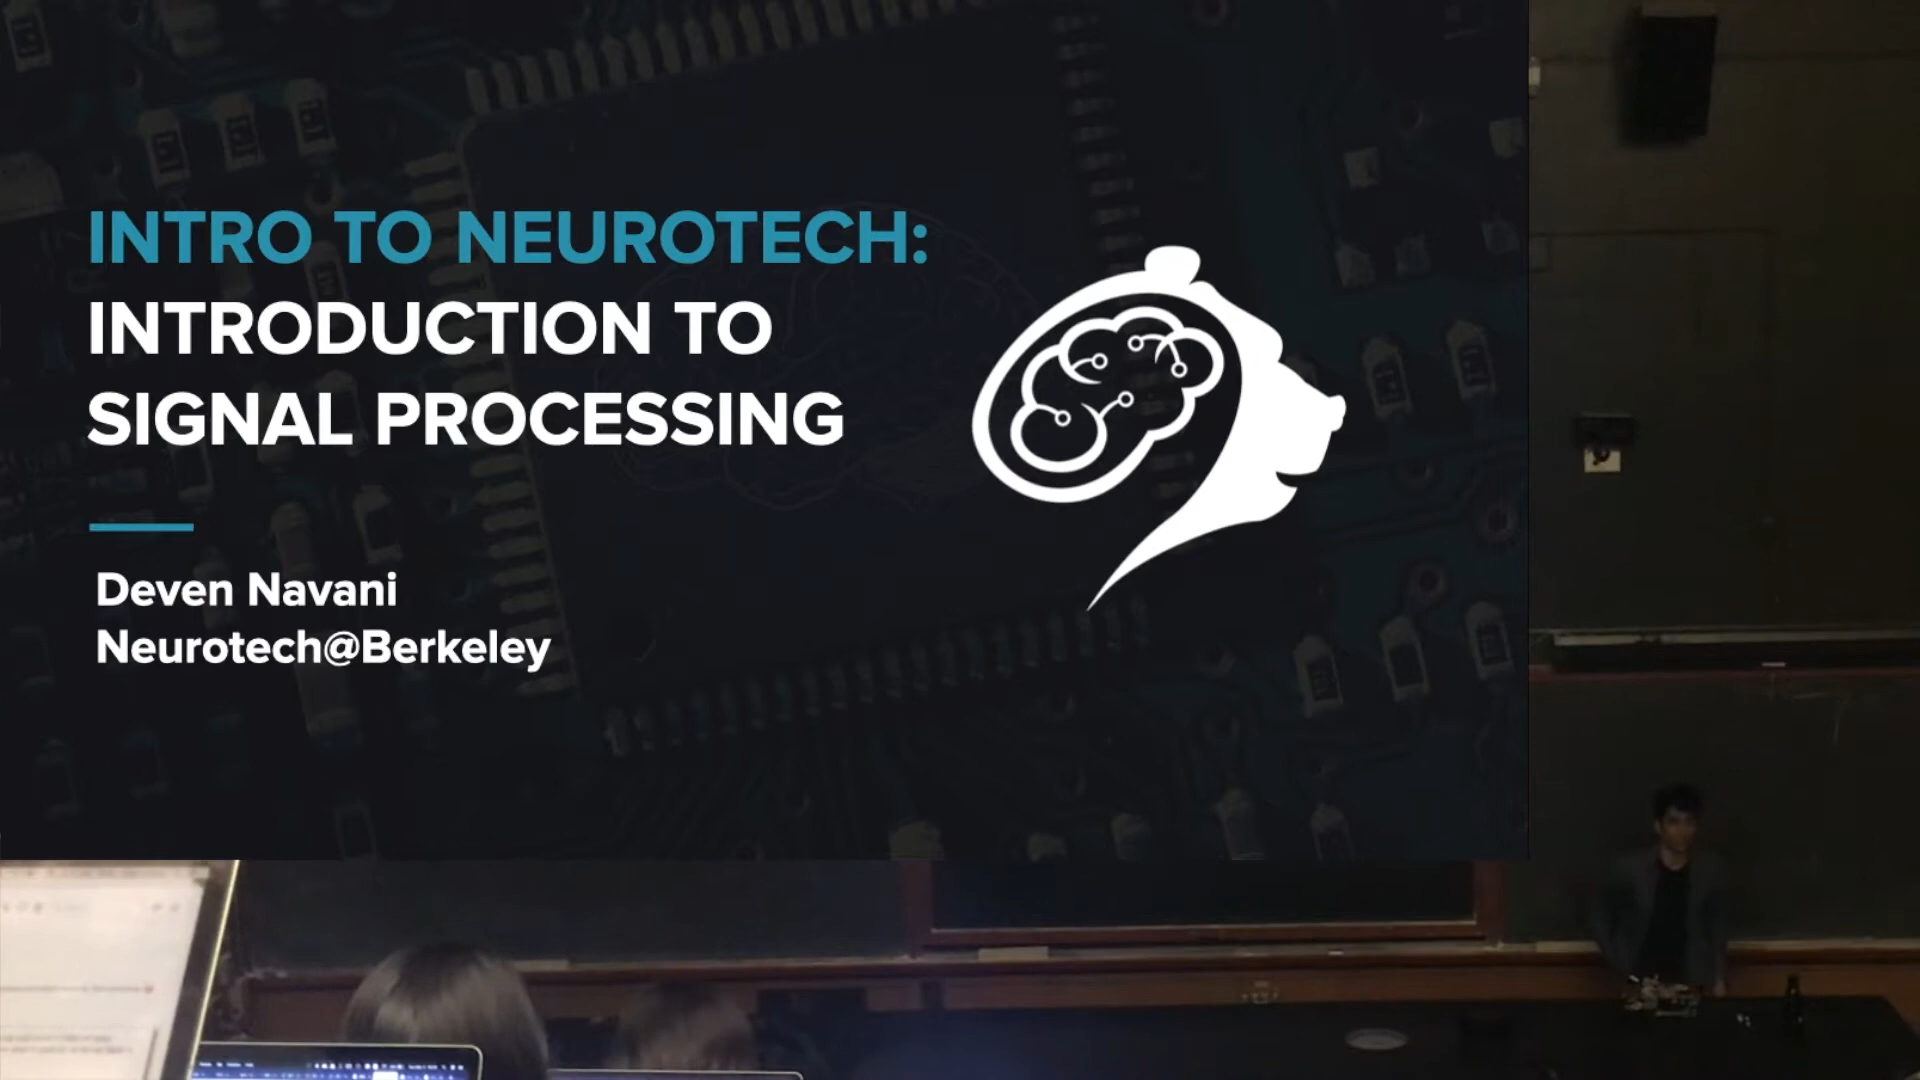 INTRO TO NEUROTECH:
INTRODUCTION TO
SIGNAL PROCESSING
Deven Navani
Neurotech@Berkeley